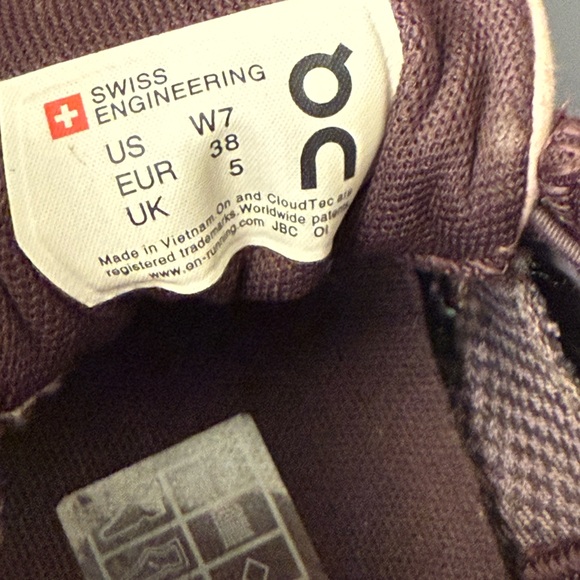 SWISS
ENGINEERING
US W7
EUR 38
UK 5
Made in Vietnam. On and CloudTec are
registered trademarks. Worldwide patents
www.on-running.com JBC OI
On